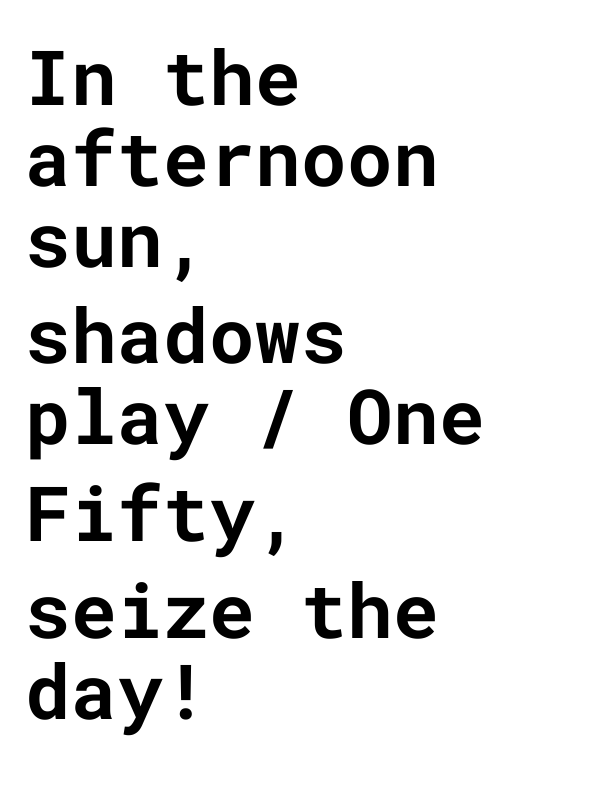 In the
afternoon
sun,
shadows
play / One
Fifty,
seize the
day!